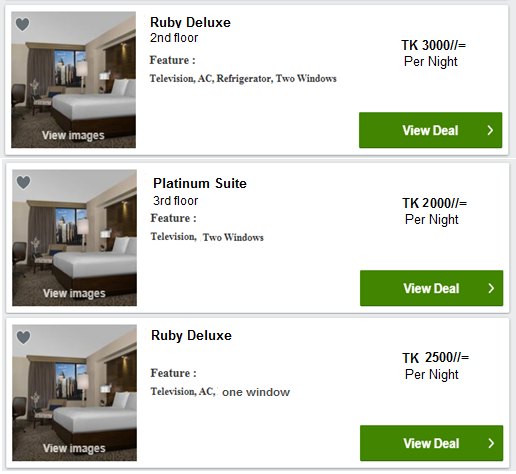 Ruby Deluxe
2nd floor
TK 3000//=
Per Night
Feature :
Television, AC, Refrigerator, Two Windows
View images
View Deal
Platinum Suite
3rd floor
TK 2000//=
Per Night
Feature :
Television, Two Windows
View images
View Deal
Ruby Deluxe
TK 2500//=
Per Night
Feature :
Television, AC, one window
View images
View Deal